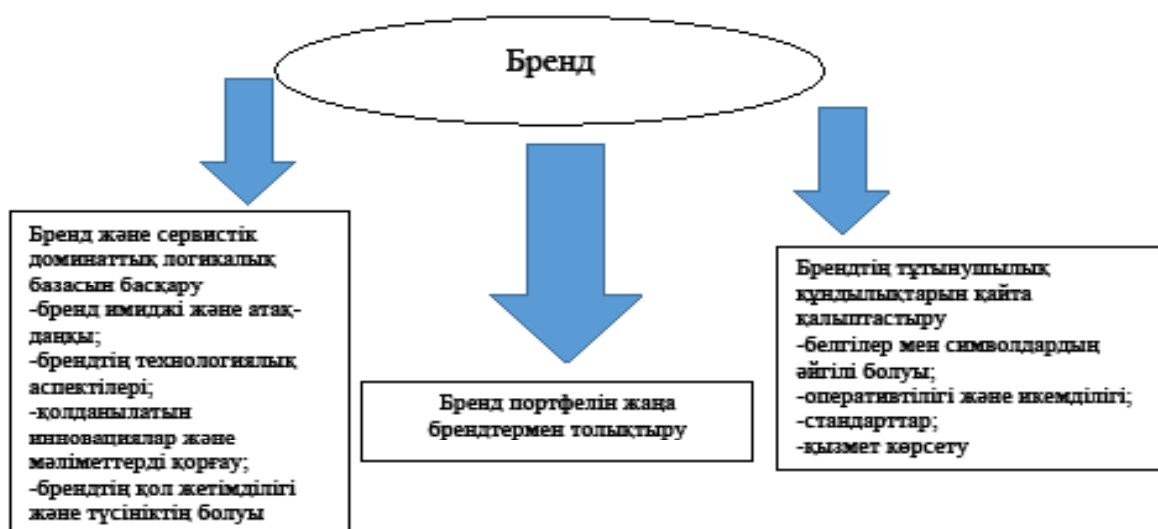 Бренд
Бренд және сервистік
доминаттық логикалық
базасын басқару
-бренд имиджі және атақ-
даңқы;
-брендтің технологиялық
аспектілері;
-қолданылатын
инновациялар және
мәліметтерді қорғау;
-брендтің қол жетімділігі
және түсініктің болуы
Бренд портфелін жаңа
брендтермен толықтыру
Брендтің тұтынушылық
құндылықтарын қайта
қалыптастыру
-белгілер мен символдардың
әйгілі болуы;
-оперативтілігі және икемділігі;
-стандарттар;
-қызмет көрсету